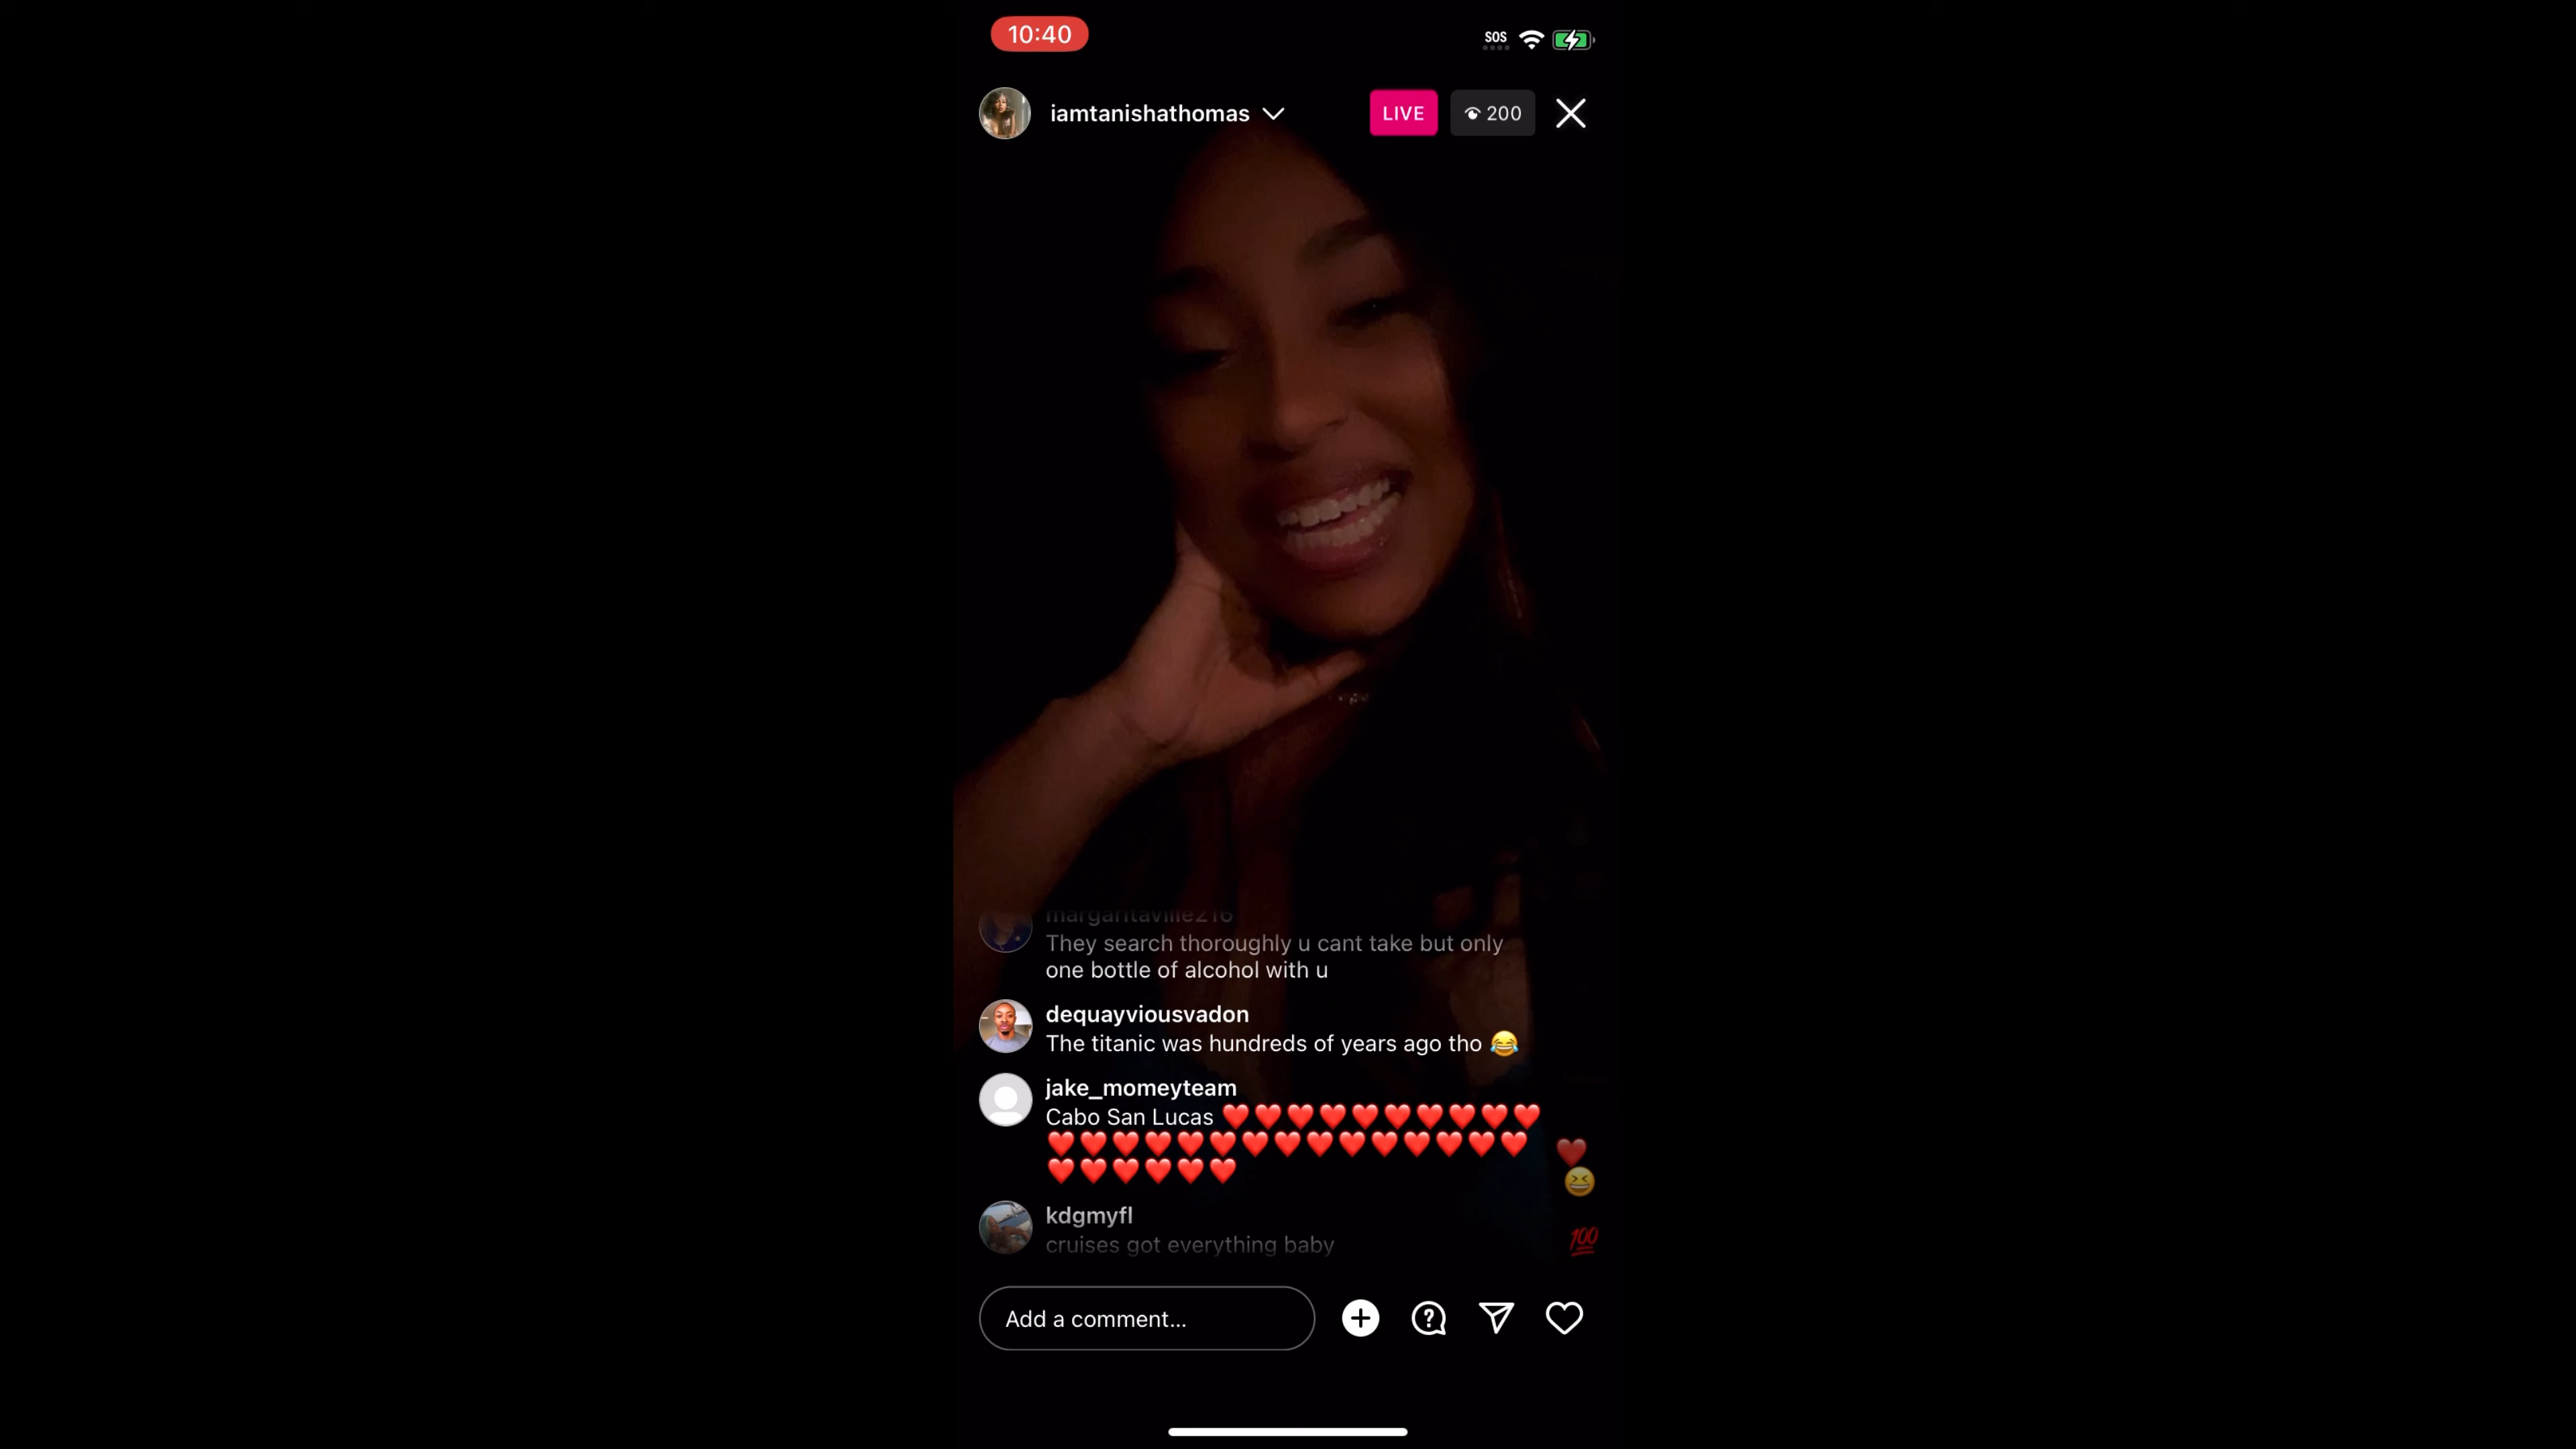 10:40
SOS
iamtanishathomas
LIVE
200
margaritaville216
They search thoroughly u cant take but only
one bottle of alcohol with u
dequayviousvadon
The titanic was hundreds of years ago tho 😂
jake_momeyteam
Cabo San Lucas ❤️❤️❤️❤️❤️❤️❤️❤️❤️❤️
❤️❤️❤️❤️❤️❤️❤️❤️❤️❤️❤️❤️❤️❤️❤️
❤️❤️❤️❤️❤️❤️
kdgmyfl
cruises got everything baby
💯
Add a comment...